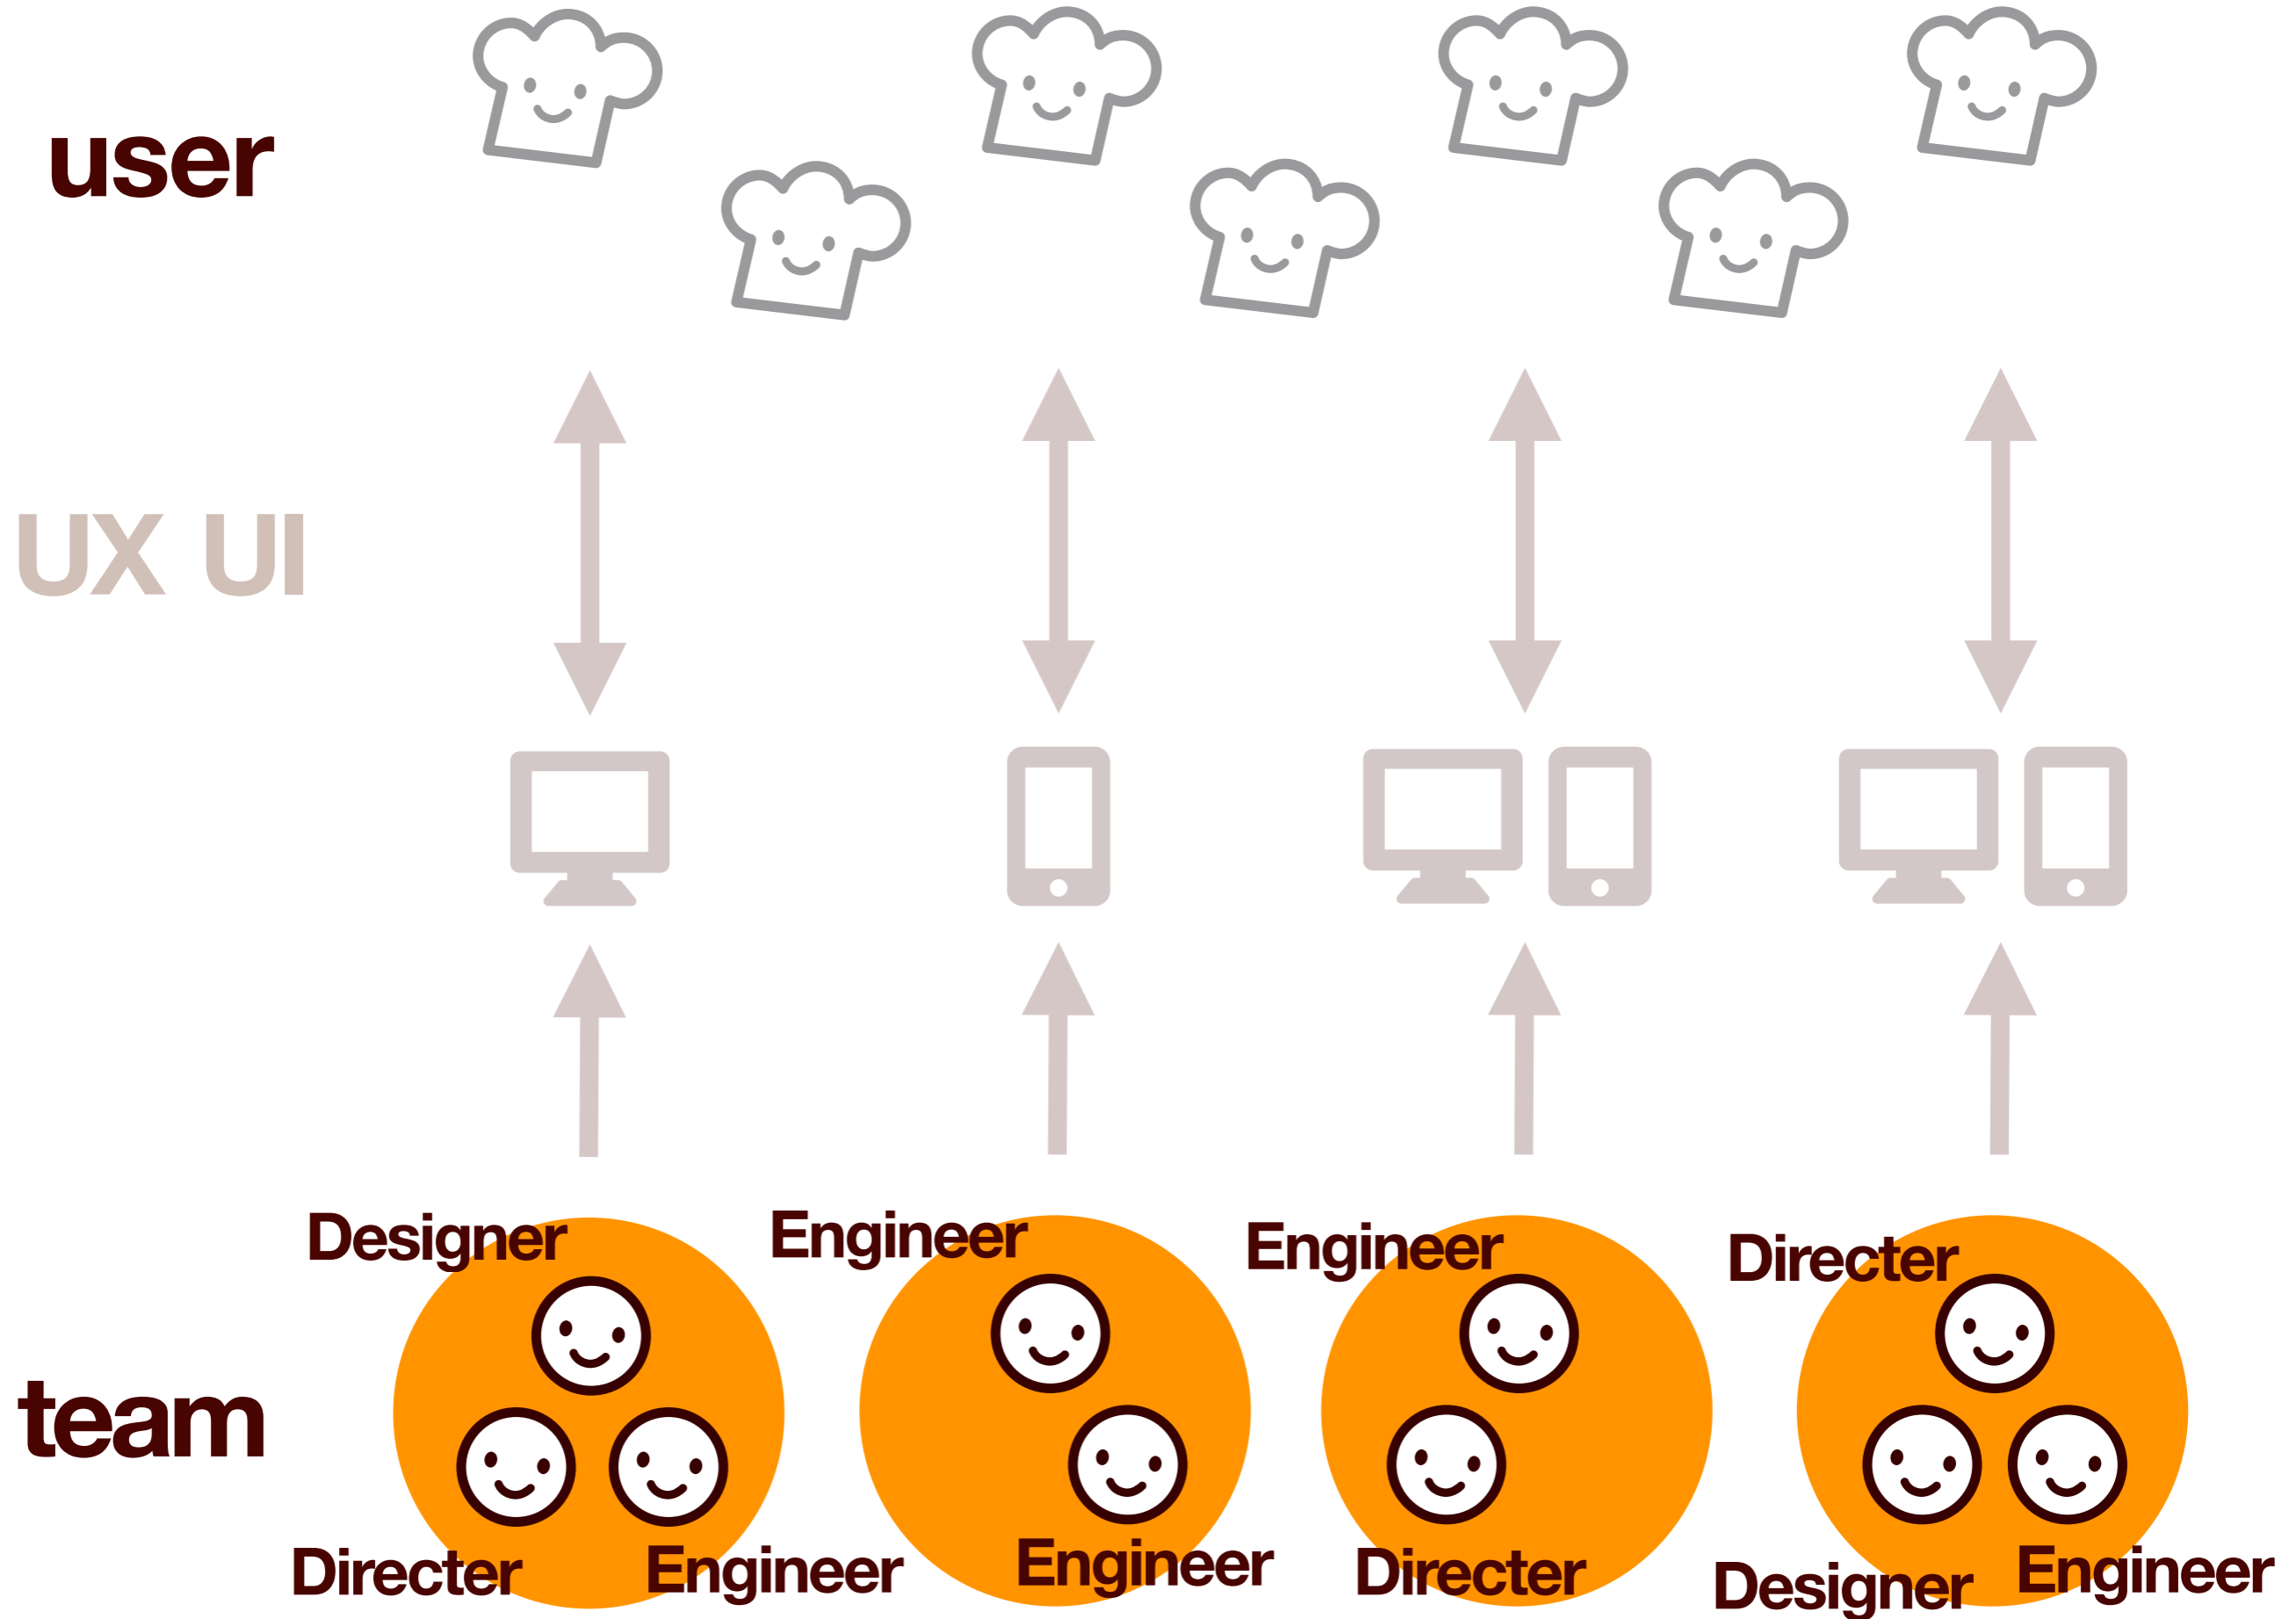 user
UX UI
Designer
Engineer
Engineer
Directer
team
Directer
Engineer
Engineer
Directer
Designer
Engineer